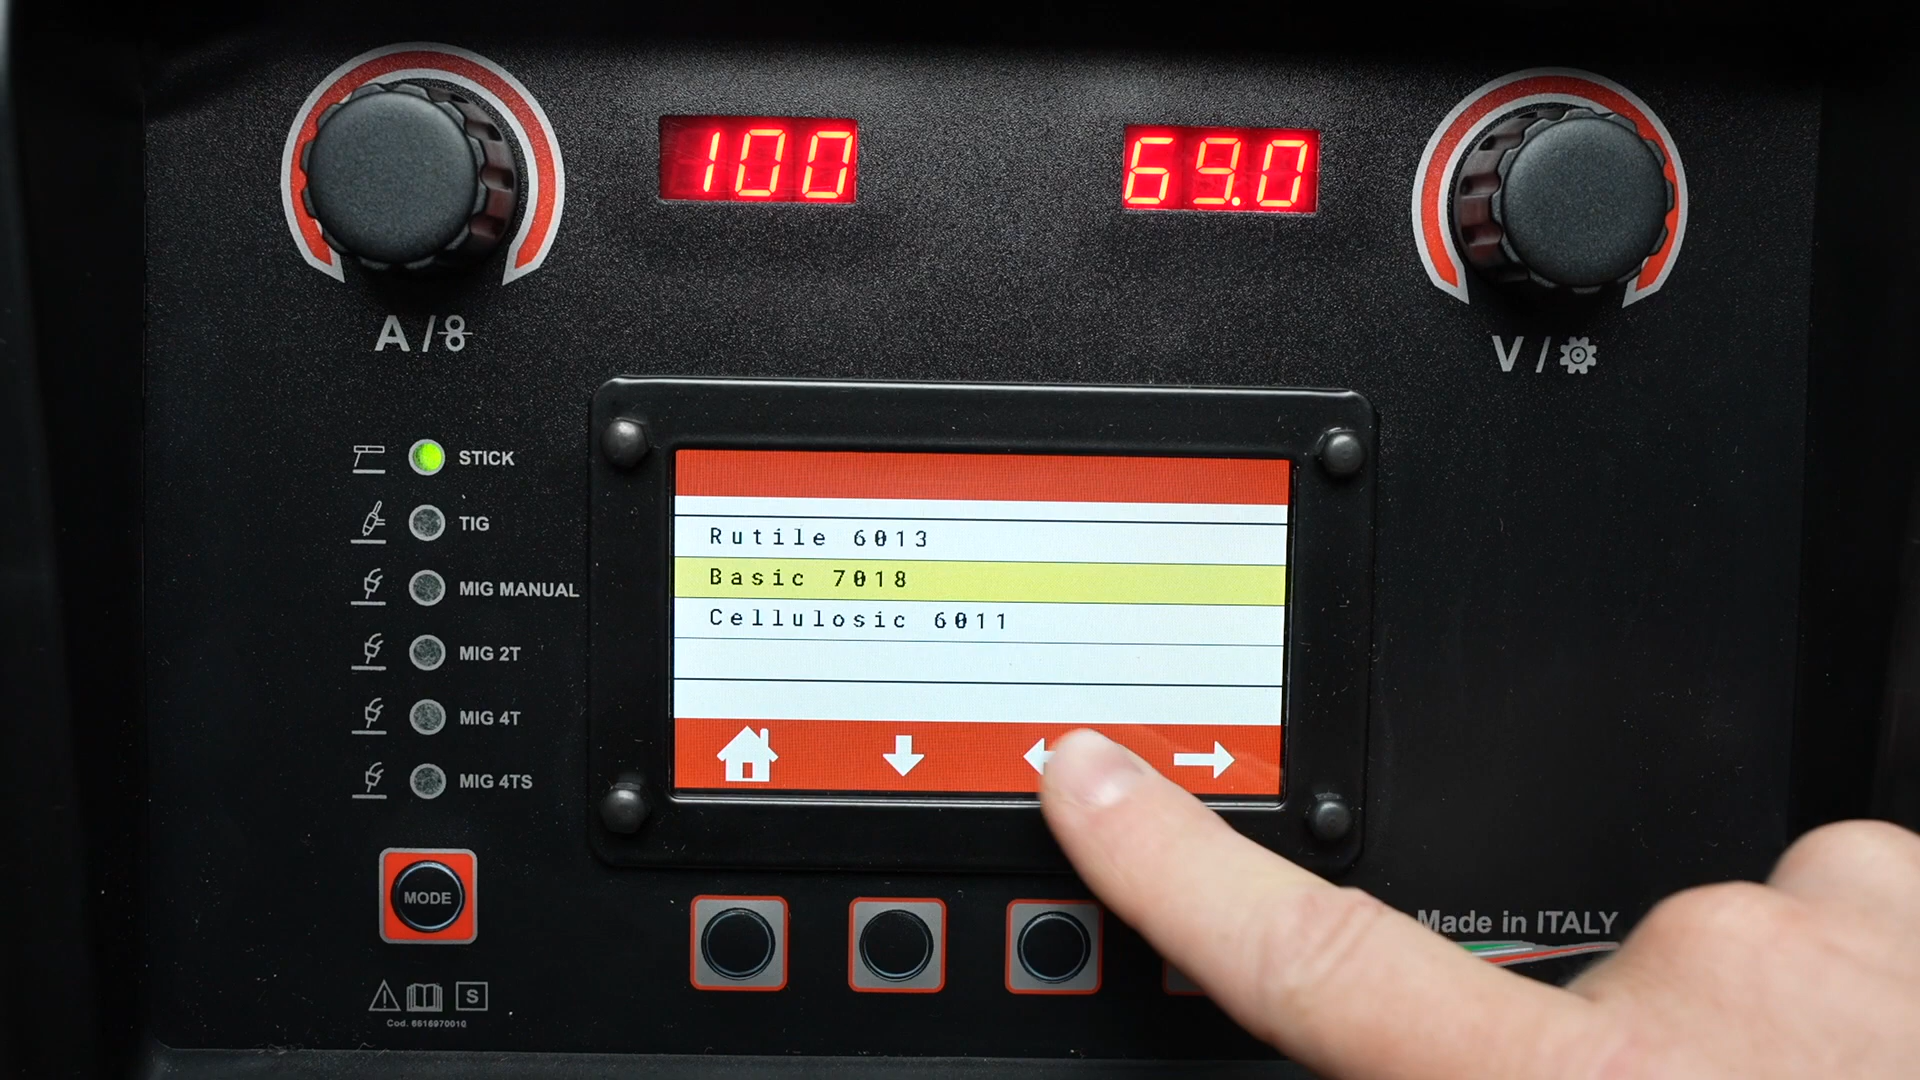 100
69.0
A /
V /
STICK
TIG
MIG MANUAL
MIG 2T
MIG 4T
MIG 4TS
Rutile 6013
Basic 7018
Cellulosic 6011
MODE
S
Cod. 6616970010
Made in ITALY